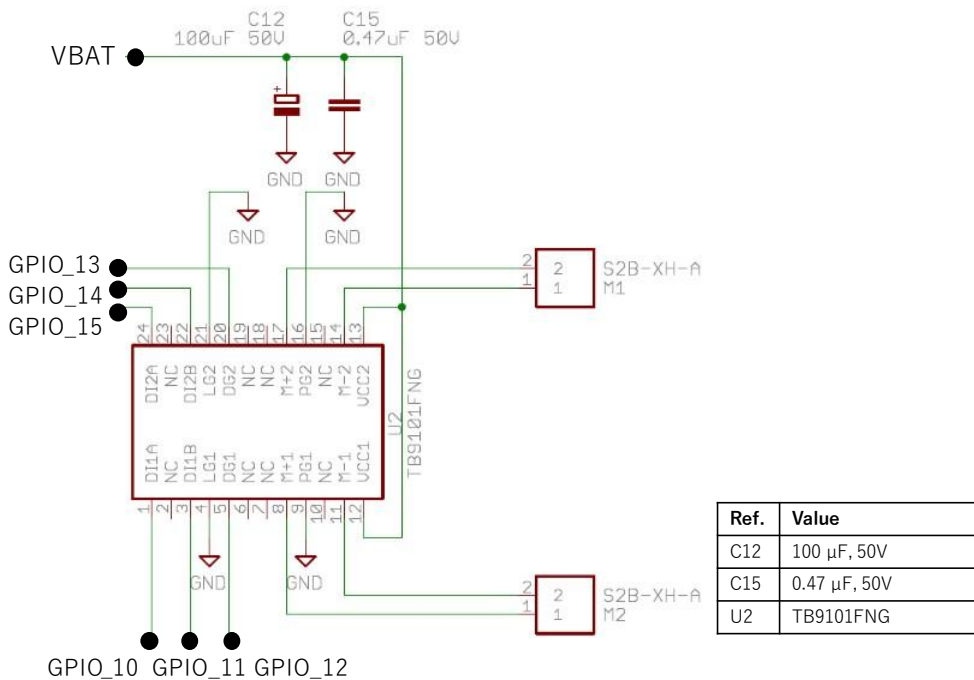 C12
100uF 50V
C15
0.47uF 50V
VBAT
+
GND
GND
GND
GND
GPIO_13
GPIO_14
GPIO_15
2
1
2
1
S2B-XH-A
M1
24
23
22
21
20
19
18
17
16
15
14
13
DI2A
NC
DI2B
LG2
DG2
NC
NC
M+2
PG2
NC
M-2
VCC2
U2
TB9101FNG
DI1A
NC
DI1B
LG1
DG1
NC
NC
M+1
PG1
NC
M-1
VCC1
1
2
3
4
5
6
7
8
9
10
11
12
GND
GND
2
1
2
1
S2B-XH-A
M2
GPIO_10 GPIO_11 GPIO_12
Ref. Value
C12 100 μF, 50V
C15 0.47 μF, 50V
U2 TB9101FNG